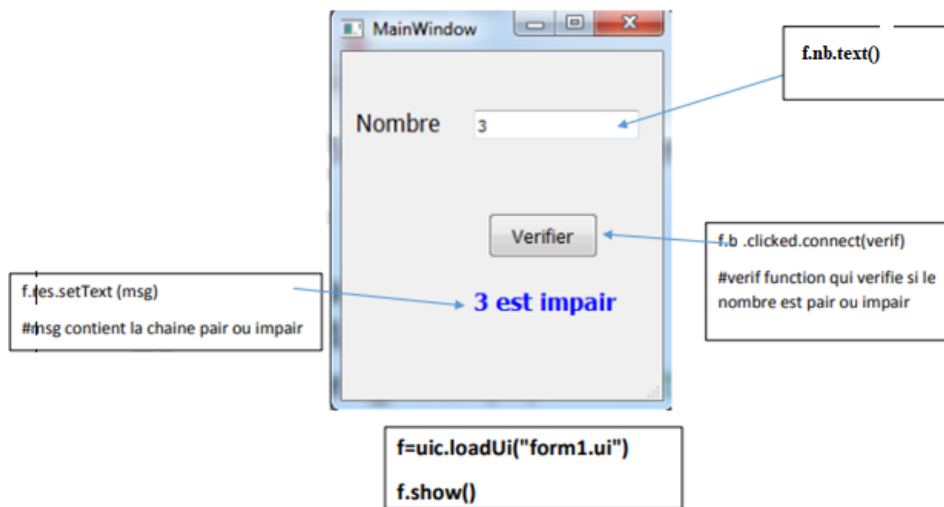 MainWindow
f.nb.text()
Nombre
3
Verifier
f.b .clicked.connect(verif)
#verif function qui verifie si le
nombre est pair ou impair
f.res.setText (msg)
#msg contient la chaine pair ou impair
3 est impair
f=uic.loadUi("form1.ui")
f.show()